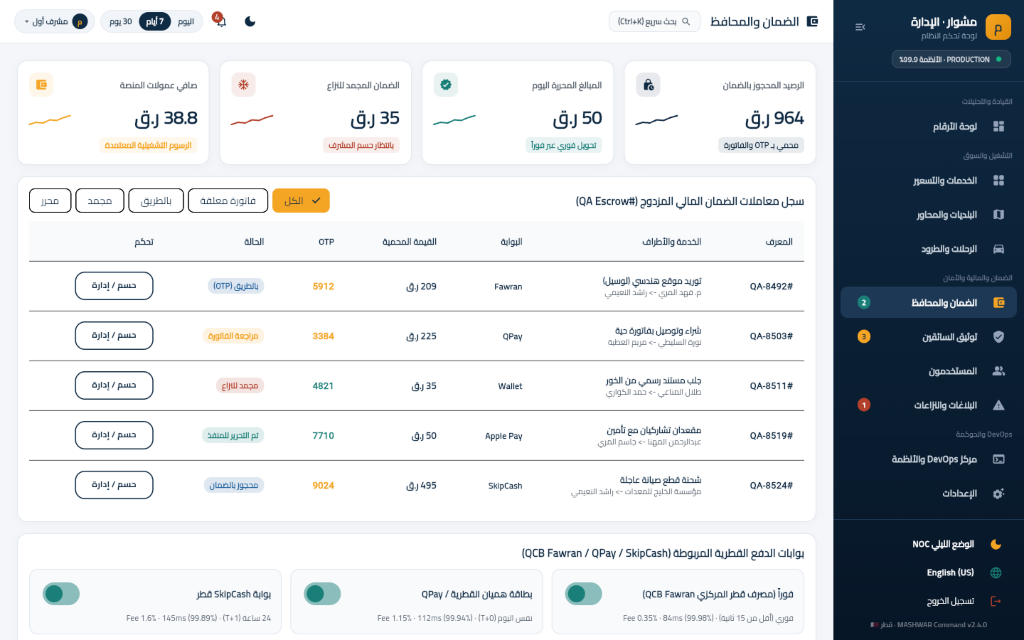 مشوار · الإدارة
لوحة تحكم النظام
PRODUCTION · الأنظمة 99.9%
القيادة والتحليلات
لوحة الأرقام
التشغيل والسوق
الخدمات والتسعير
البلديات والمحاور
الرحلات والطرود
الضمان والمالية والأمان
الضمان والمحافظ
2
توثيق السائقين
3
المستخدمون
البلاغات والنزاعات
1
DevOps والحوكمة
مركز DevOps والأنظمة
الإعدادات
الوضع الليلي NOC
English (US)
تسجيل الخروج
MASHWAR Command v2.4.0 · قطر 🇶🇦
الضمان والمحافظ
بحث سريع (Ctrl+K)
4
اليوم
7 أيام
30 يوم
م
مشرف أول
الرصيد المحجوز بالضمان
964 ر.ق
محمي بـ OTP والفاتورة
المبالغ المحررة اليوم
50 ر.ق
تحويل فوري عبر فوراً
الضمان المجمد للنزاع
35 ر.ق
بانتظار حسم المشرف
صافي عمولات المنصة
38.8 ر.ق
الرسوم التشغيلية المعتمدة
سجل معاملات الضمان المالي المزدوج (#QA Escrow)
الكل
فاتورة معلقة
بالطريق
مجمد
محرر
المعرف
الخدمة والأطراف
البوابة
القيمة المحمية
OTP
الحالة
تحكم
#QA-8492
توريد موقع هندسي (لوسيل)
م. فهد المري -> راشد النعيمي
Fawran
209 ر.ق
5912
بالطريق (OTP)
حسم / إدارة
#QA-8503
شراء وتوصيل بفاتورة حية
نورة السليطي -> مريم العطية
QPay
225 ر.ق
3384
مراجعة الفاتورة
حسم / إدارة
#QA-8511
جلب مستند رسمي من الخور
طلال المناعي -> حمد الكواري
Wallet
35 ر.ق
4821
مجمد للنزاع
حسم / إدارة
#QA-8519
مقعدان تشاركيان مع تأمين
عبدالرحمن المهنا -> جاسم المري
Apple Pay
50 ر.ق
7710
تم التحرير للمنفذ
حسم / إدارة
#QA-8524
شحنة قطع صيانة عاجلة
مؤسسة الخليج للمعدات -> راشد النعيمي
SkipCash
495 ر.ق
9024
محجوز بالضمان
حسم / إدارة
بوابات الدفع القطرية المربوطة (QCB Fawran / QPay / SkipCash)
فوراً (مصرف قطر المركزي QCB Fawran)
فوري (أقل من 15 ثانية) · Fee 0.35% · 84ms (99.98%)
بطاقة هميان القطرية / QPay
نفس اليوم (T+0) · Fee 1.15% · 112ms (99.94%)
بوابة SkipCash قطر
24 ساعة (T+1) · Fee 1.6% · 145ms (99.89%)